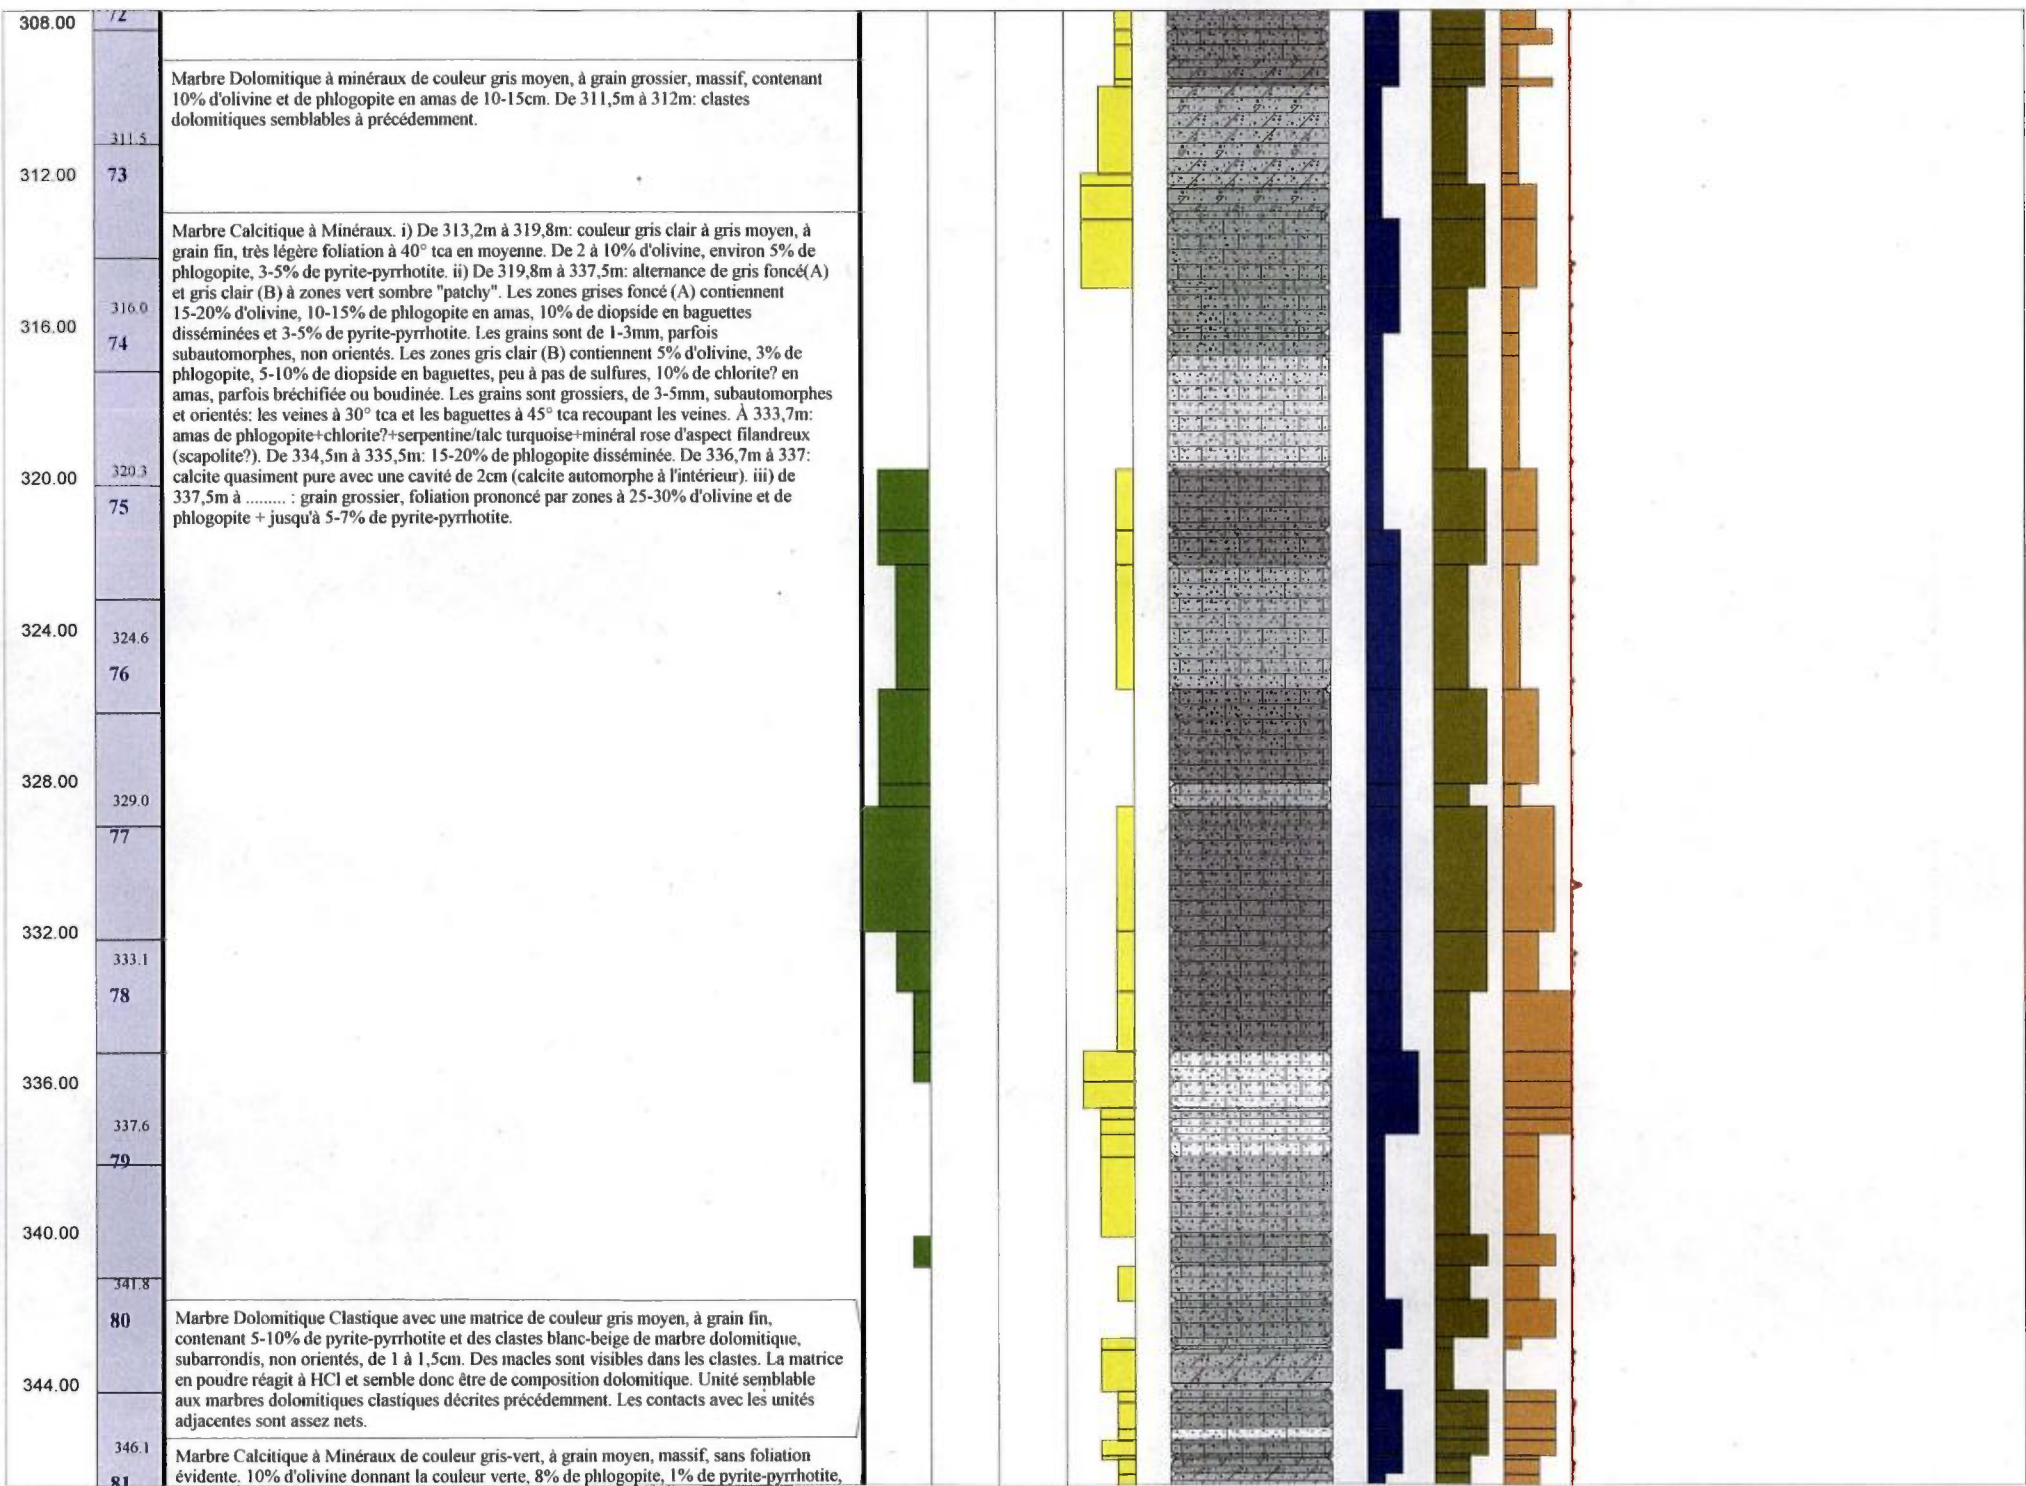 308.00
72
Marbre Dolomitique à minéraux de couleur gris moyen, à grain grossier, massif, contenant
10% d'olivine et de phlogopite en amas de 10-15cm. De 311,5m à 312m: clastes
dolomitiques semblables à précédemment.
311.5
312.00
73
Marbre Calcitique à Minéraux. i) De 313,2m à 319,8m: couleur gris clair à gris moyen, à
grain fin, très légère foliation à 40° tca en moyenne. De 2 à 10% d'olivine, environ 5% de
phlogopite, 3-5% de pyrite-pyrrhotite. ii) De 319,8m à 337,5m: alternance de gris foncé(A)
et gris clair (B) à zones vert sombre "patchy". Les zones grises foncé (A) contiennent
15-20% d'olivine, 10-15% de phlogopite en amas, 10% de diopside en baguettes
disséminées et 3-5% de pyrite-pyrrhotite. Les grains sont de 1-3mm, parfois
subautomorphes, non orientés. Les zones gris clair (B) contiennent 5% d'olivine, 3% de
phlogopite, 5-10% de diopside en baguettes, peu à pas de sulfures, 10% de chlorite? en
amas, parfois bréchifiée ou boudinée. Les grains sont grossiers, de 3-5mm, subautomorphes
et orientés: les veines à 30° tca et les baguettes à 45° tca recoupant les veines. À 333,7m:
amas de phlogopite+chlorite?+serpentine/talc turquoise+minéral rose d'aspect filandreux
(scapolite?). De 334,5m à 335,5m: 15-20% de phlogopite disséminée. De 336,7m à 337:
calcite quasiment pure avec une cavité de 2cm (calcite automorphe à l'intérieur). iii) de
337,5m à ......... : grain grossier, foliation prononcé par zones à 25-30% d'olivine et de
phlogopite + jusqu'à 5-7% de pyrite-pyrrhotite.
316.0
316.00
74
320.3
320.00
75
324.00
324.6
76
328.00
329.0
77
332.00
333.1
78
336.00
337.6
79
340.00
341.8
80
Marbre Dolomitique Clastique avec une matrice de couleur gris moyen, à grain fin,
contenant 5-10% de pyrite-pyrrhotite et des clastes blanc-beige de marbre dolomitique,
subarrondis, non orientés, de 1 à 1,5cm. Des macles sont visibles dans les clastes. La matrice
en poudre réagit à HCl et semble donc être de composition dolomitique. Unité semblable
aux marbres dolomitiques clastiques décrites précédemment. Les contacts avec les unités
adjacentes sont assez nets.
344.00
346.1
81
Marbre Calcitique à Minéraux de couleur gris-vert, à grain moyen, massif, sans foliation
évidente. 10% d'olivine donnant la couleur verte, 8% de phlogopite, 1% de pyrite-pyrrhotite,